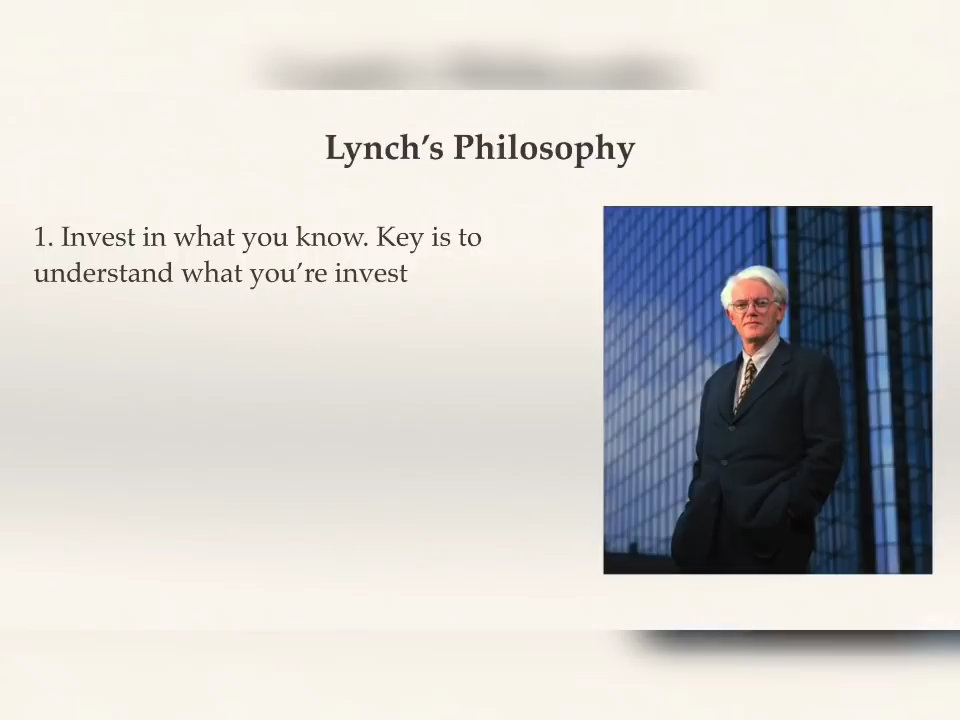 Lynch’s Philosophy
1. Invest in what you know. Key is to
understand what you’re invest